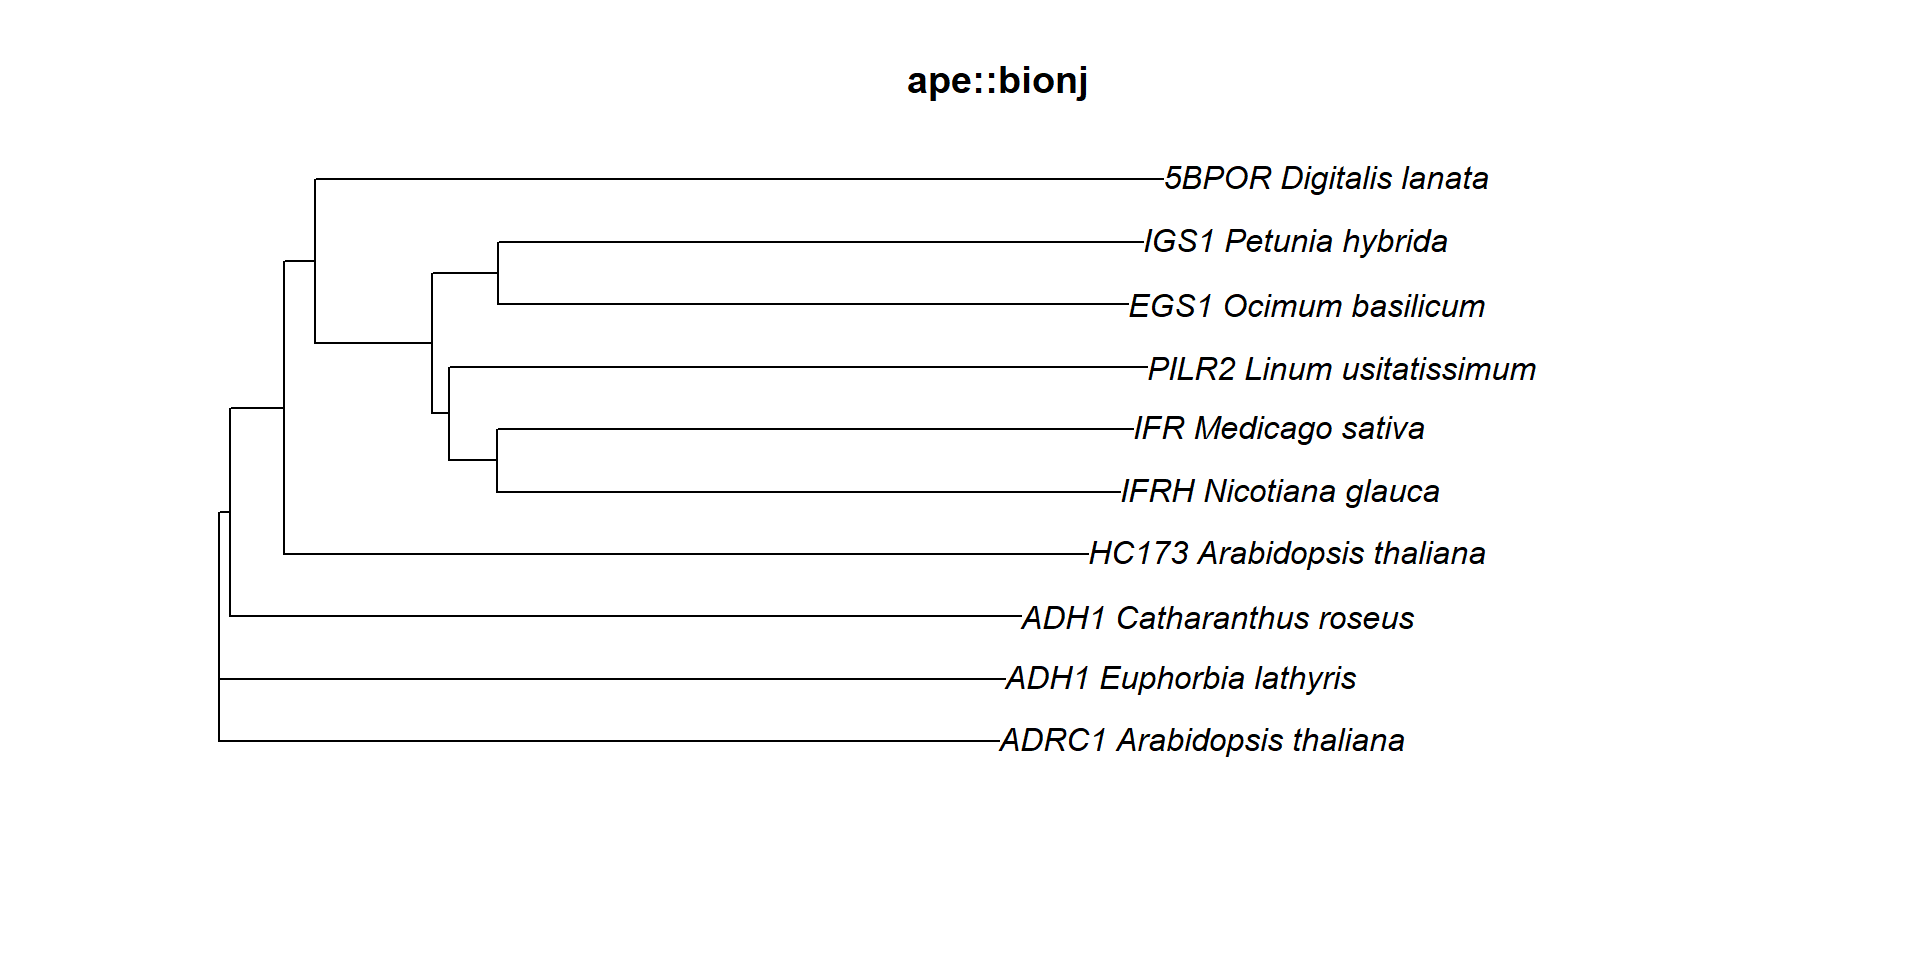 ape::bionj
5BPOR Digitalis lanata
IGS1 Petunia hybrida
EGS1 Ocimum basilicum
PILR2 Linum usitatissimum
IFR Medicago sativa
IFRH Nicotiana glauca
HC173 Arabidopsis thaliana
ADH1 Catharanthus roseus
ADH1 Euphorbia lathyris
ADRC1 Arabidopsis thaliana